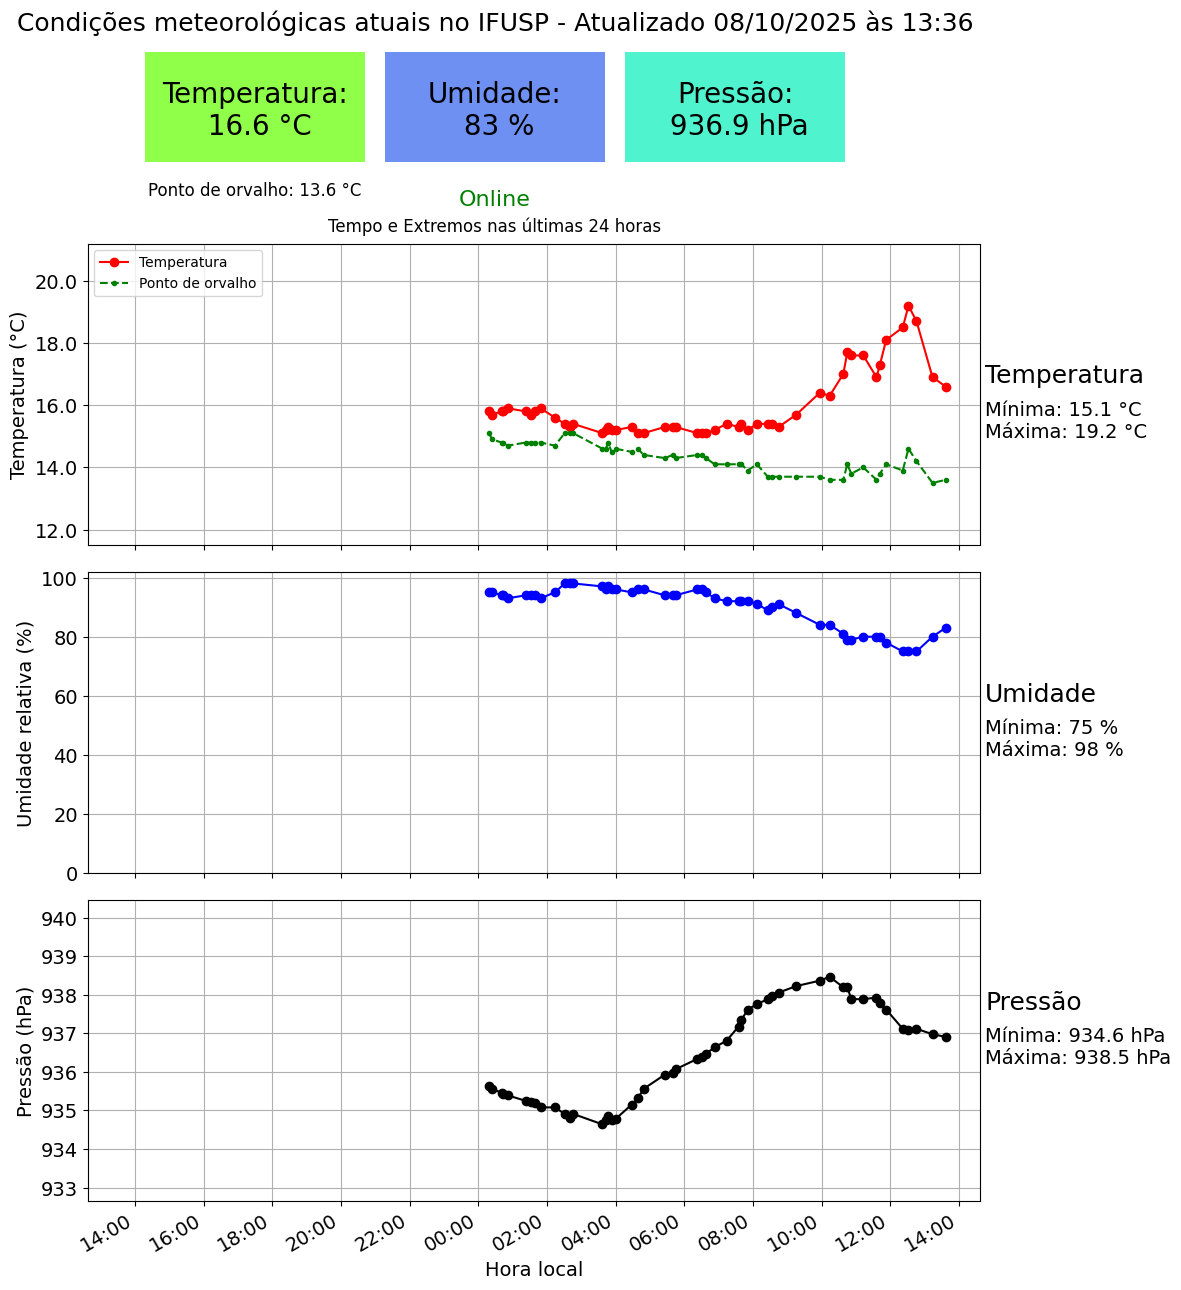 Condições meteorológicas atuais no IFUSP - Atualizado 08/10/2025 às 13:36
Temperatura:
16.6 °C
Umidade:
83 %
Pressão:
936.9 hPa
Ponto de orvalho: 13.6 °C
Online
Tempo e Extremos nas últimas 24 horas
Temperatura
Ponto de orvalho
Temperatura (°C)
20.0
18.0
16.0
14.0
12.0
Temperatura
Mínima: 15.1 °C
Máxima: 19.2 °C
Umidade relativa (%)
100
80
60
40
20
0
Umidade
Mínima: 75 %
Máxima: 98 %
Pressão (hPa)
940
939
938
937
936
935
934
933
Pressão
Mínima: 934.6 hPa
Máxima: 938.5 hPa
14:00
16:00
18:00
20:00
22:00
00:00
02:00
04:00
06:00
08:00
10:00
12:00
14:00
Hora local